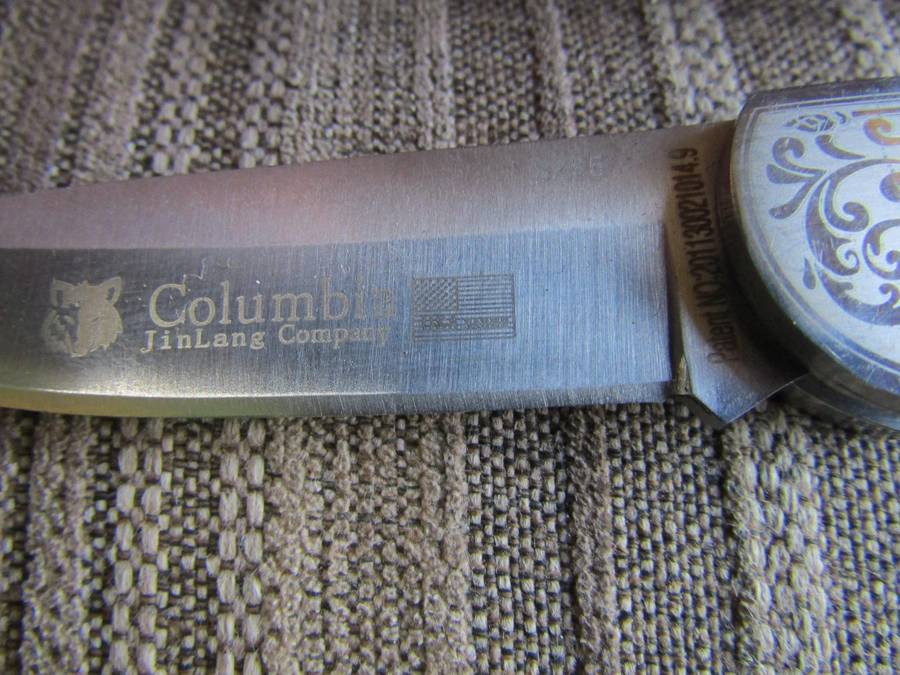 Columbia
JinLang Company
Patent NO:201130021014.9